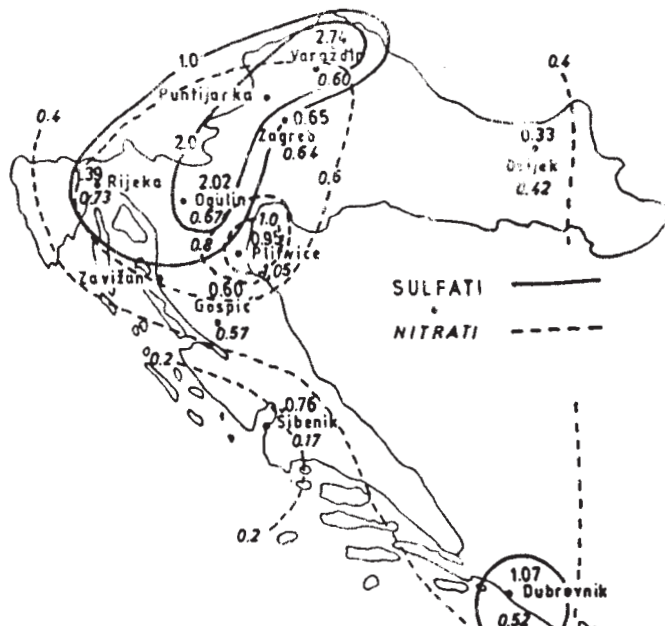 2.74
1.0
Varaždin
0.60
0.4
0.4
Puntijarka
0.65
Zagreb
0.64
2.0
0.33
Osijek
0.42
1.39
Rijeka
0.73
0.6
2.02
Ogulin
0.67
1.0
0.8
0.95
Plitvice
1.05
Zavižan
0.60
Gospić
0.57
SULFATI
NITRATI
0.2
0.76
Šibenik
0.17
0.2
1.07
Dubrovnik
0.52